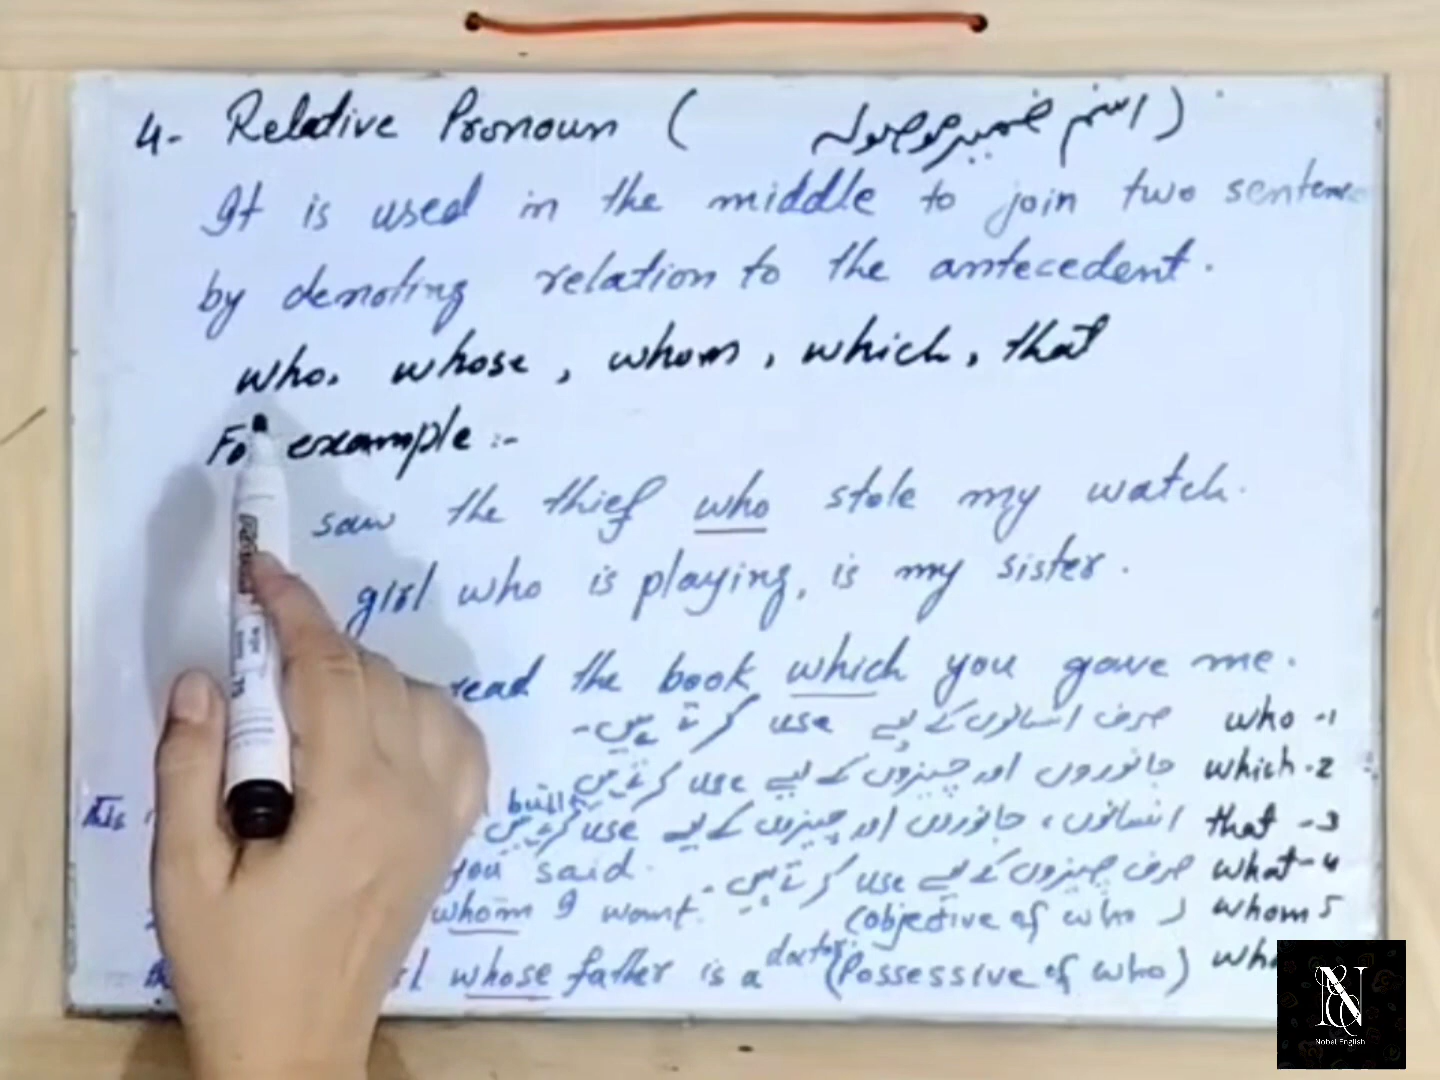 4- Relative Pronoun ( اسم ضمیر موصولہ )
It is used in the middle to join two sentence
by denoting relation to the antecedent.
who, whose, whom, which, that
Fo example :-
saw the thief who stole my watch.
girl who is playing, is my sister.
read the book which you gave me.
who -1 صرف انسانوں کے لیے use کرتے ہیں -
which -2 جانوروں اور چیزوں کے لیے use کرتے ہیں
built
that -3 انسانوں، جانوروں اور چیزوں کے لیے use کرتے ہیں
you said.
what -4 صرف چیزوں کے لیے use کرتے ہیں -
whom I want. (objective of who) whom 5
whose father is a doctor. (Possessive of who)
N&N
Nobel English